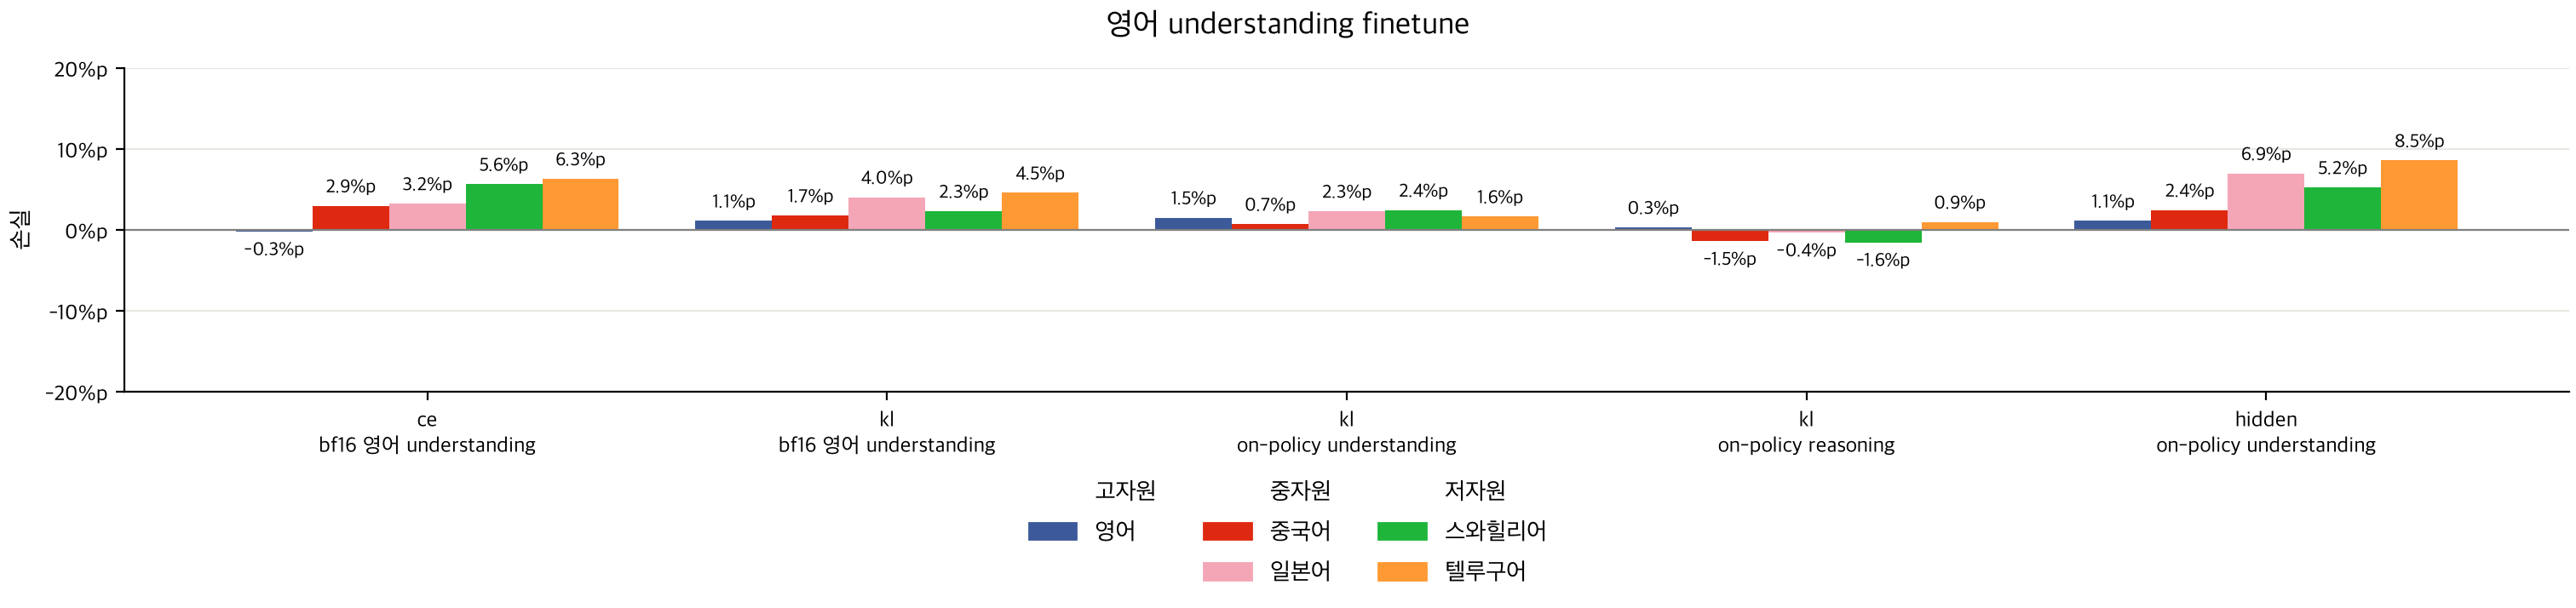 영어 understanding finetune
20%p
10%p
0%p
-10%p
-20%p
손실
-0.3%p
2.9%p
3.2%p
5.6%p
6.3%p
1.1%p
1.7%p
4.0%p
2.3%p
4.5%p
1.5%p
0.7%p
2.3%p
2.4%p
1.6%p
0.3%p
-1.5%p
-0.4%p
-1.6%p
0.9%p
1.1%p
2.4%p
6.9%p
5.2%p
8.5%p
ce
bf16 영어 understanding
kl
bf16 영어 understanding
kl
on-policy understanding
kl
on-policy reasoning
hidden
on-policy understanding
고자원 중자원 저자원
영어 중국어 스와힐리어
일본어 텔루구어